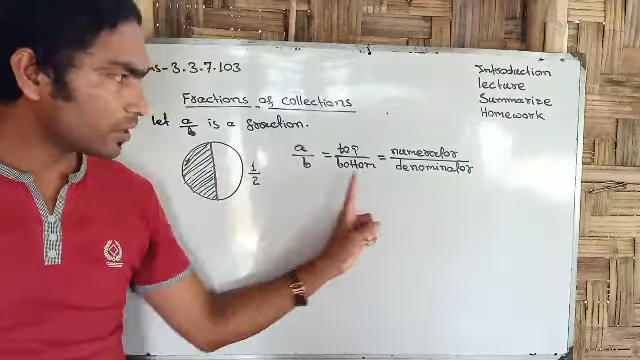 ns-3.3.7.103
Fractions of collections
let a/b is a fraction.
1/2
a/b = top/bottom = numerator/denominator
Introduction
lecture
Summarize
Homework